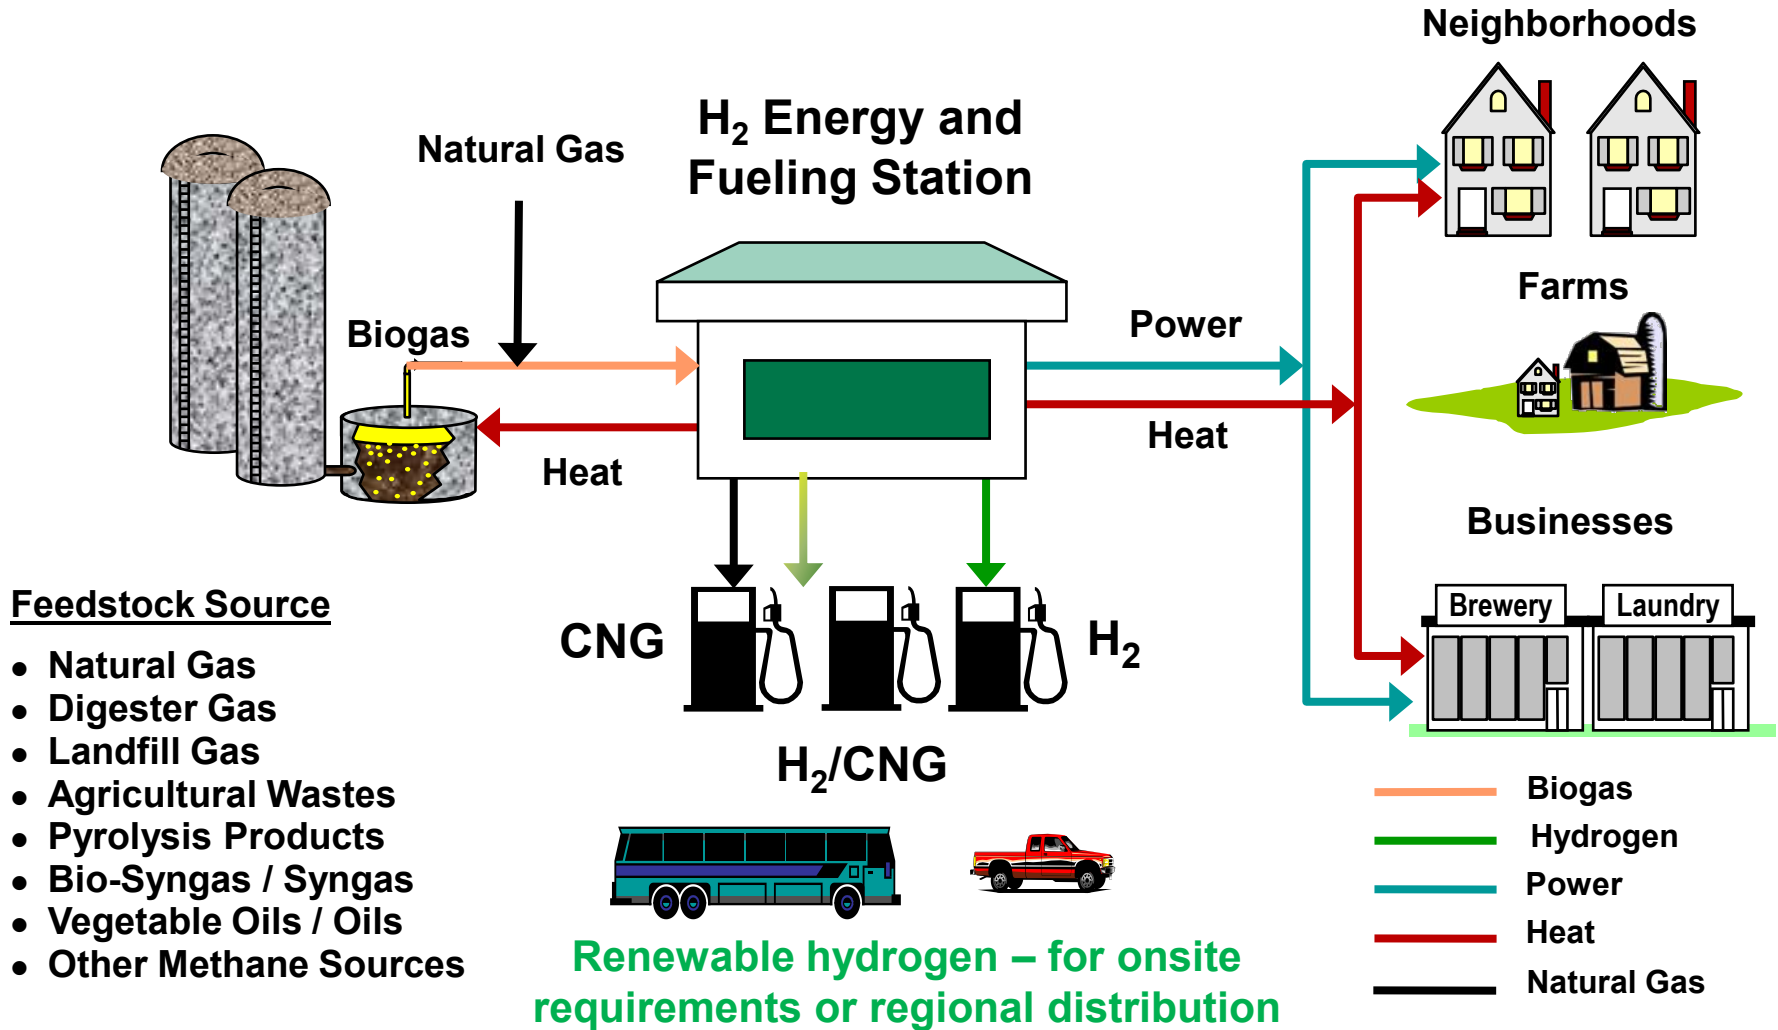 Neighborhoods
H₂ Energy and
Fueling Station
Natural Gas
Farms
Biogas
Power
Heat
Heat
Businesses
Brewery
Laundry
Feedstock Source
• Natural Gas
• Digester Gas
• Landfill Gas
• Agricultural Wastes
• Pyrolysis Products
• Bio-Syngas / Syngas
• Vegetable Oils / Oils
• Other Methane Sources
CNG
H₂
H₂/CNG
Biogas
Hydrogen
Power
Heat
Natural Gas
Renewable hydrogen – for onsite
requirements or regional distribution